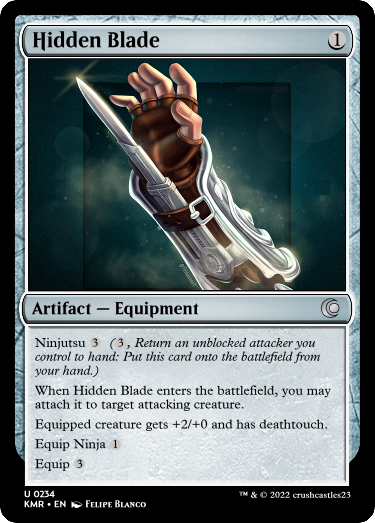 Hidden Blade 1
Artifact — Equipment
Ninjutsu 3 (3, Return an unblocked attacker you
control to hand: Put this card onto the battlefield from
your hand.)
When Hidden Blade enters the battlefield, you may
attach it to target attacking creature.
Equipped creature gets +2/+0 and has deathtouch.
Equip Ninja 1
Equip 3
U 0234
KMR • EN Felipe Blanco
™ & © 2022 crushcastles23